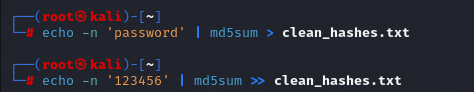 ┌──(root㉿kali)-[~]
└─# echo -n 'password' | md5sum > clean_hashes.txt
┌──(root㉿kali)-[~]
└─# echo -n '123456' | md5sum >> clean_hashes.txt